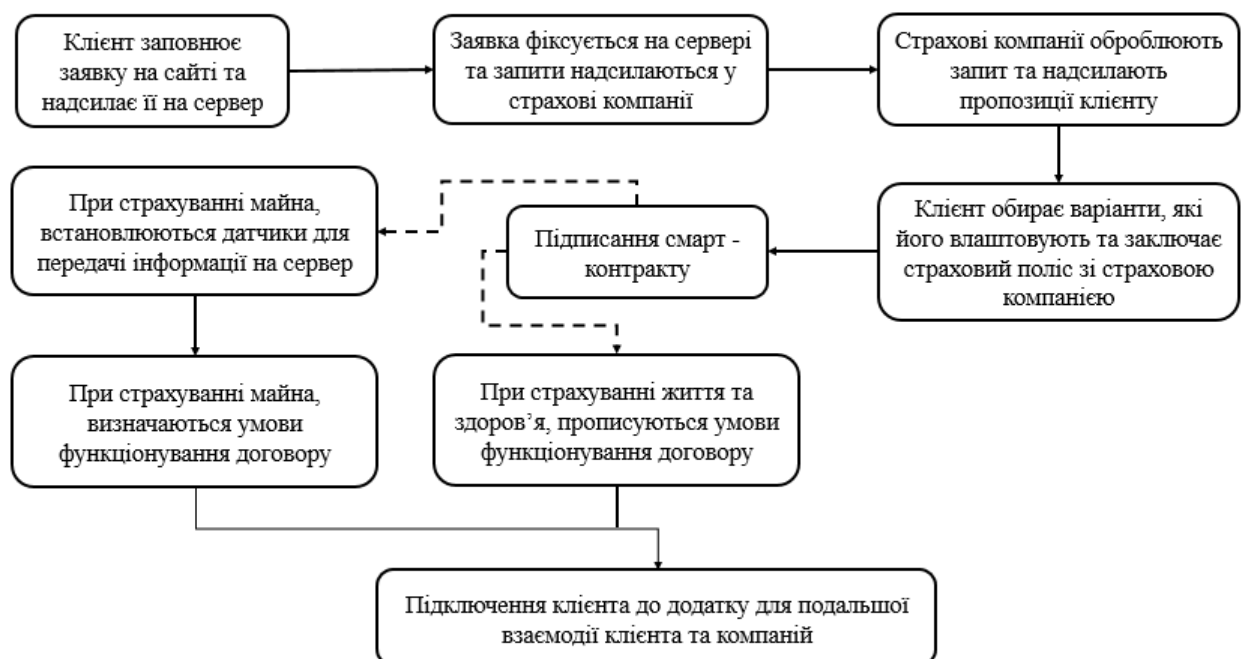 Клієнт заповнює
заявку на сайті та
надсилає її на сервер
Заявка фіксується на сервері
та запити надсилаються у
страхові компанії
Страхові компанії оброблюють
запит та надсилають
пропозиції клієнту
Клієнт обирає варіанти, які
його влаштовують та заключає
страховий поліс зі страховою
компанією
Підписання смарт -
контракту
При страхуванні майна,
встановлюються датчики для
передачі інформації на сервер
При страхуванні майна,
визначаються умови
функціонування договору
При страхуванні життя та
здоров’я, прописуються умови
функціонування договору
Підключення клієнта до додатку для подальшої
взаємодії клієнта та компаній